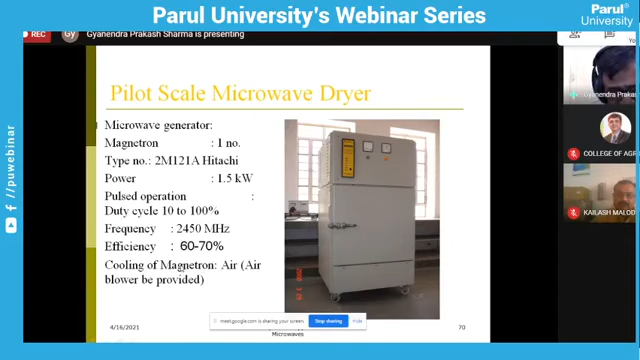 Parul University's Webinar Series
Parul®
University
REC
Gy
Gyanendra Prakash Sharma is presenting
Pilot Scale Microwave Dryer
Microwave generator:
Magnetron : 1 no.
Type no.: 2M121A Hitachi
Power : 1.5 kW
Pulsed operation :
Duty cycle 10 to 100%
Frequency : 2450 MHz
Efficiency : 60-70%
Cooling of Magnetron: Air (Air
blower be provided)
meet.google.com is sharing your screen.
Stop sharing
Hide
4/16/2021
Microwaves
70
Gyanendra Prakas
COLLEGE OF AGR
KAILASH MALOD
/puwebinar